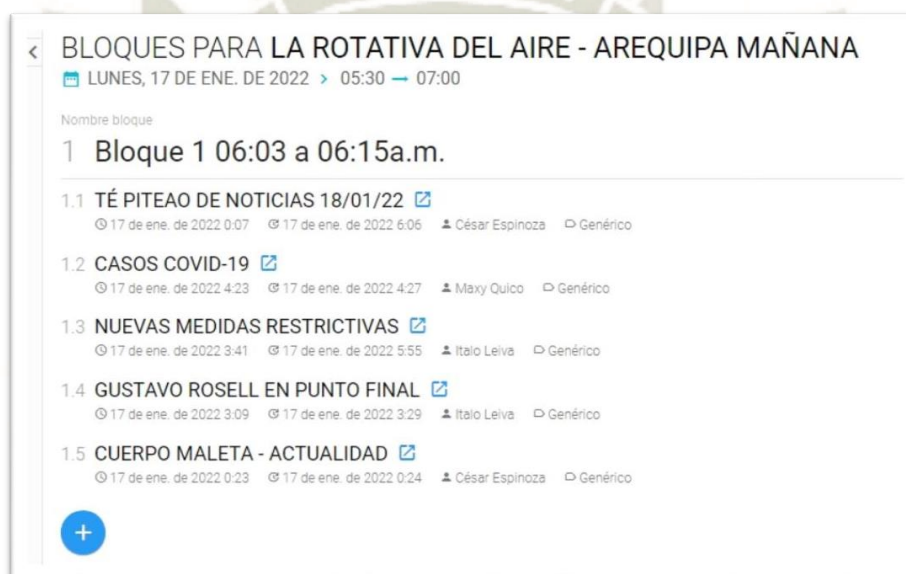 BLOQUES PARA LA ROTATIVA DEL AIRE - AREQUIPA MAÑANA
LUNES, 17 DE ENE. DE 2022 > 05:30 → 07:00
Nombre bloque
1 Bloque 1 06:03 a 06:15a.m.
1.1 TÉ PITEAO DE NOTICIAS 18/01/22
17 de ene. de 2022 0:07 17 de ene. de 2022 6:06 César Espinoza Genérico
1.2 CASOS COVID-19
17 de ene. de 2022 4:23 17 de ene. de 2022 4:27 Maxy Quico Genérico
1.3 NUEVAS MEDIDAS RESTRICTIVAS
17 de ene. de 2022 3:41 17 de ene. de 2022 5:55 Italo Leiva Genérico
1.4 GUSTAVO ROSELL EN PUNTO FINAL
17 de ene. de 2022 3:09 17 de ene. de 2022 3:29 Italo Leiva Genérico
1.5 CUERPO MALETA - ACTUALIDAD
17 de ene. de 2022 0:23 17 de ene. de 2022 0:24 César Espinoza Genérico